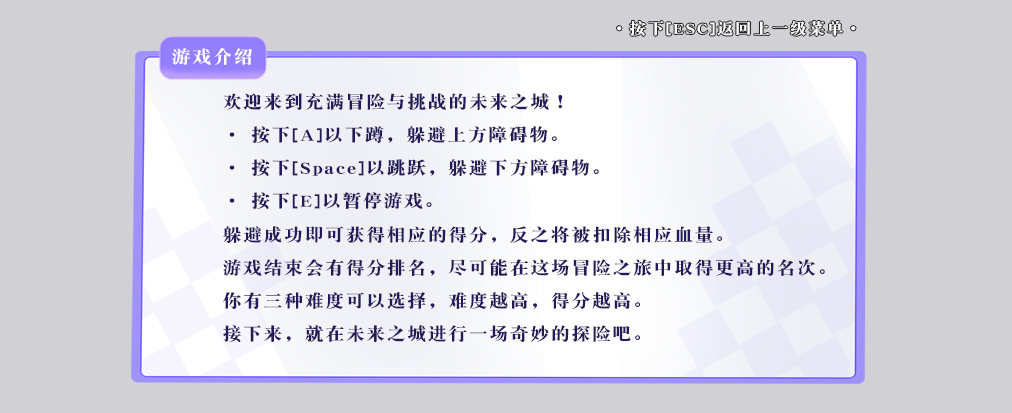 ·按下[ESC]返回上一级菜单·
游戏介绍
欢迎来到充满冒险与挑战的未来之城！
· 按下[A]以下蹲，躲避上方障碍物。
· 按下[Space]以跳跃，躲避下方障碍物。
· 按下[E]以暂停游戏。
躲避成功即可获得相应的得分，反之将被扣除相应血量。
游戏结束会有得分排名，尽可能在这场冒险之旅中取得更高的名次。
你有三种难度可以选择，难度越高，得分越高。
接下来，就在未来之城进行一场奇妙的探险吧。